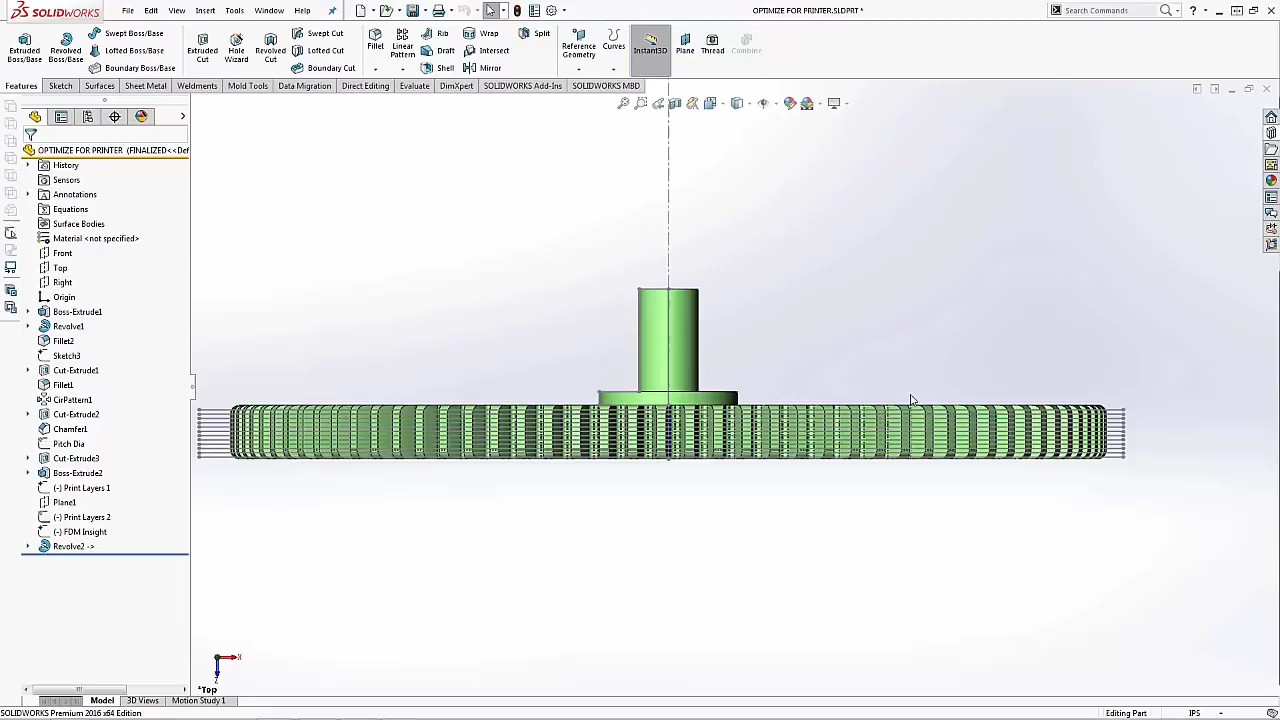 SOLIDWORKS File Edit View Insert Tools Window Help OPTIMIZE FOR PRINTER.SLDPRT * Search Commands
Extruded Boss/Base
Revolved Boss/Base
Swept Boss/Base
Lofted Boss/Base
Boundary Boss/Base
Extruded Cut
Hole Wizard
Revolved Cut
Swept Cut
Lofted Cut
Boundary Cut
Fillet
Linear Pattern
Rib
Draft
Shell
Wrap
Intersect
Mirror
Split
Reference Geometry
Curves
Instant3D
Plane
Thread
Combine
Features Sketch Surfaces Sheet Metal Weldments Mold Tools Data Migration Direct Editing Evaluate DimXpert SOLIDWORKS Add-Ins SOLIDWORKS MBD
OPTIMIZE FOR PRINTER (FINALIZED<<Def
History
Sensors
Annotations
Equations
Surface Bodies
Material <not specified>
Front
Top
Right
Origin
Boss-Extrude1
Revolve1
Fillet2
Sketch3
Cut-Extrude1
Fillet1
CirPattern1
Cut-Extrude2
Chamfer1
Pitch Dia
Cut-Extrude3
Boss-Extrude2
(-) Print Layers 1
Plane1
(-) Print Layers 2
(-) FDM Insight
Revolve2 ->
X
Z
*Top
Model 3D Views Motion Study 1
SOLIDWORKS Premium 2016 x64 Edition Editing Part IPS